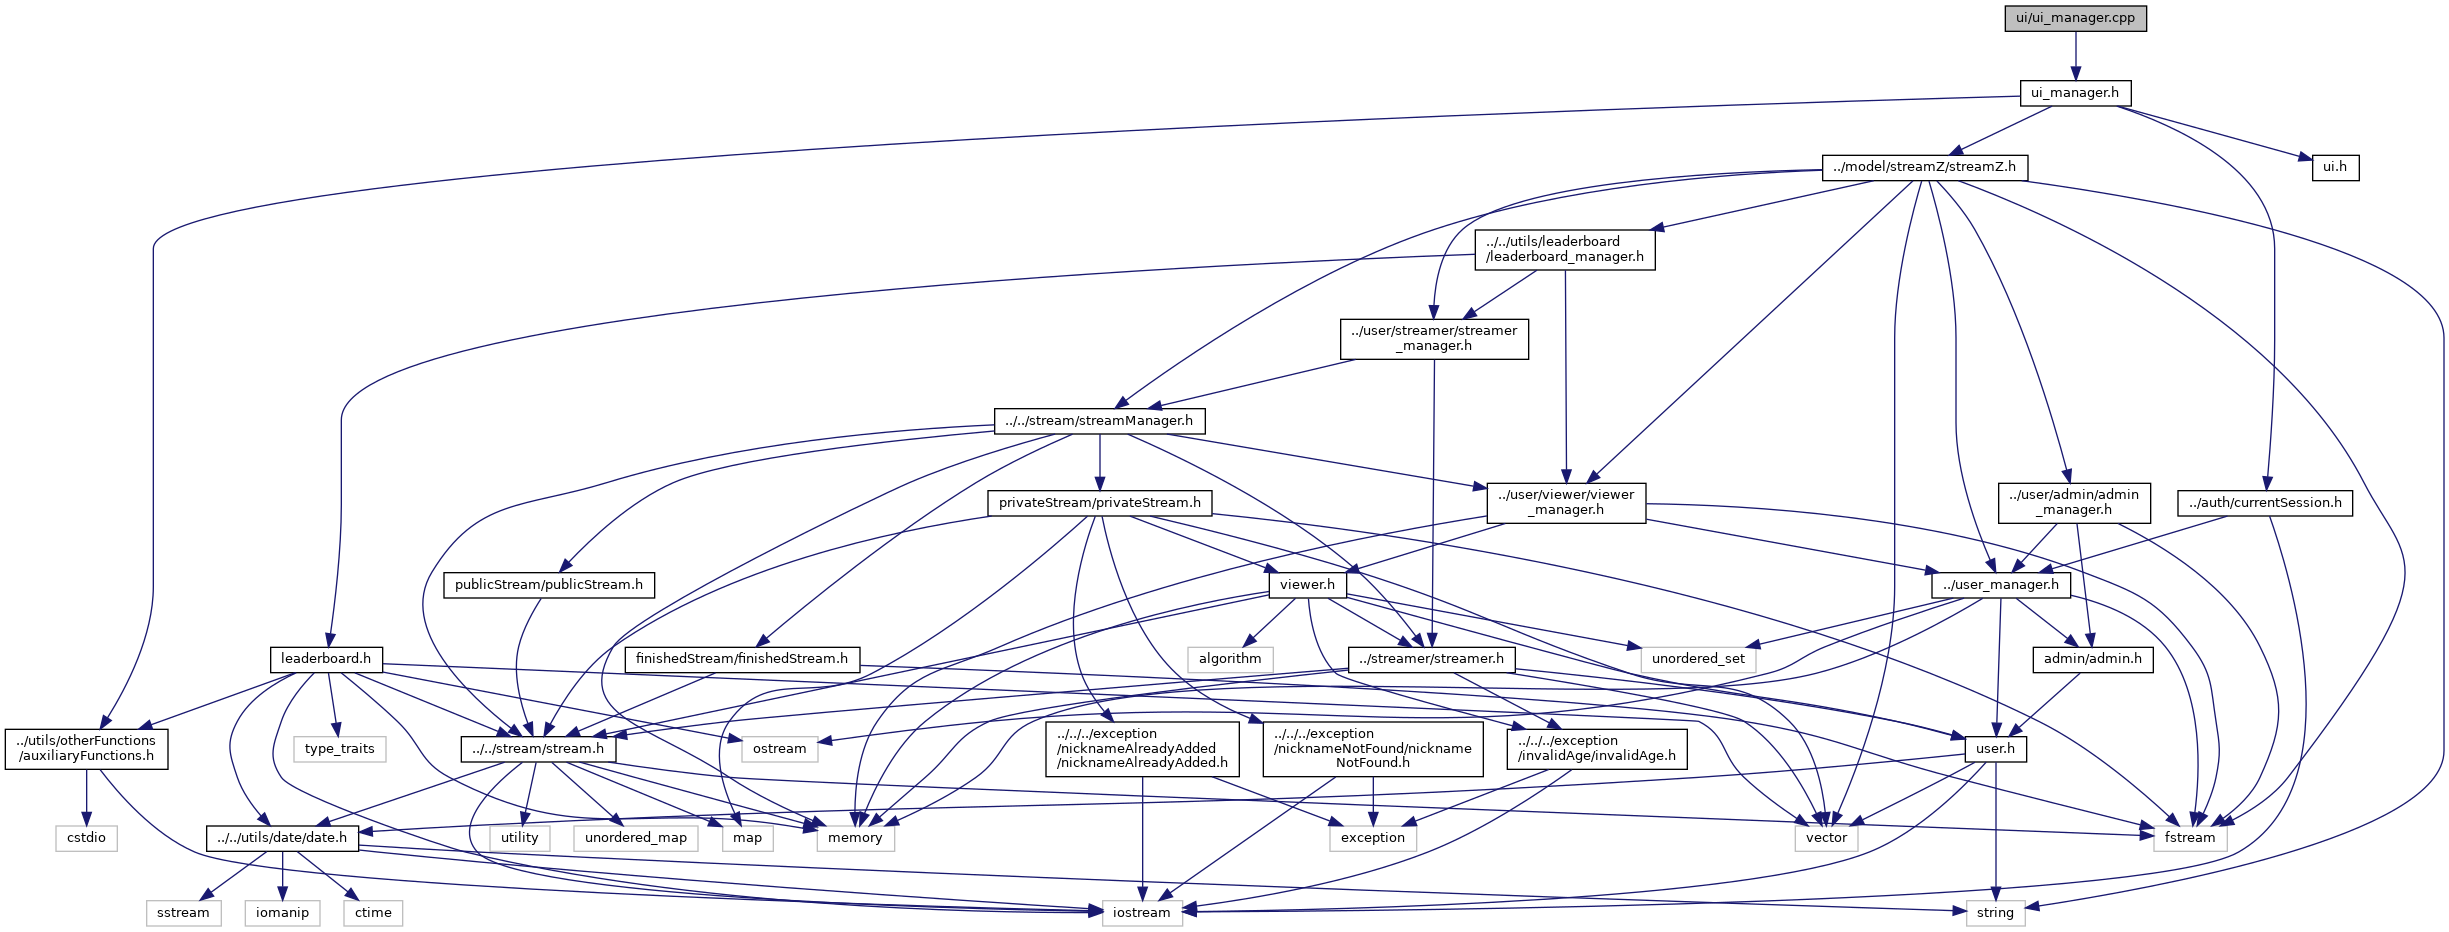 ui/ui_manager.cpp
ui_manager.h
../model/streamZ/streamZ.h
ui.h
../../utils/leaderboard
/leaderboard_manager.h
../user/streamer/streamer
_manager.h
../../stream/streamManager.h
privateStream/privateStream.h
../user/viewer/viewer
_manager.h
../user/admin/admin
_manager.h
../auth/currentSession.h
publicStream/publicStream.h
viewer.h
../user_manager.h
leaderboard.h
finishedStream/finishedStream.h
algorithm
../streamer/streamer.h
unordered_set
admin/admin.h
../utils/otherFunctions
/auxiliaryFunctions.h
type_traits
../../stream/stream.h
ostream
../../../exception
/nicknameAlreadyAdded
/nicknameAlreadyAdded.h
../../../exception
/nicknameNotFound/nickname
NotFound.h
../../../exception
/invalidAge/invalidAge.h
user.h
cstdio
../../utils/date/date.h
utility
unordered_map
map
memory
exception
vector
fstream
sstream
iomanip
ctime
iostream
string